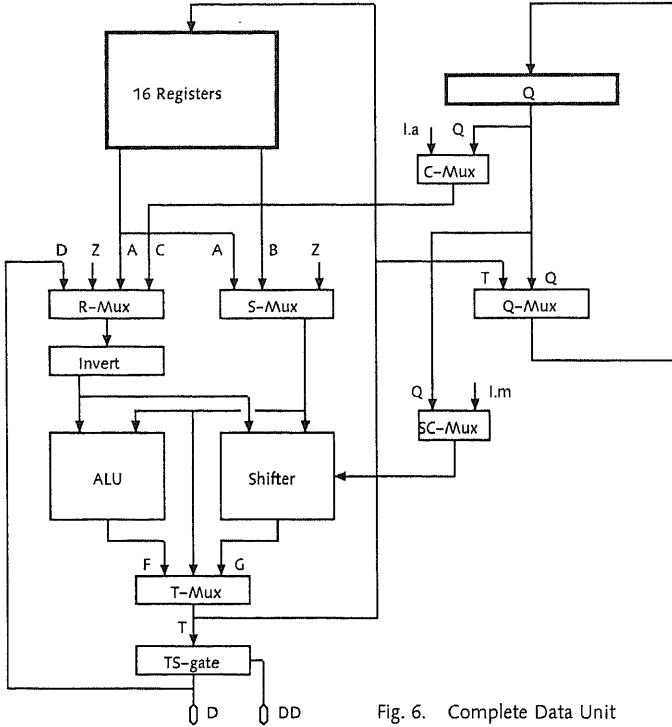 16 Registers
Q
I.a Q
C-Mux
D Z A C A B Z
T Q
R-Mux S-Mux Q-Mux
Invert
Q I.m
SC-Mux
ALU Shifter
F G
T-Mux
T
TS-gate
D DD
Fig. 6. Complete Data Unit